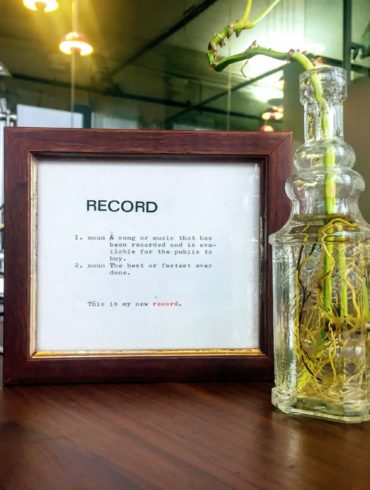 RECORD
1. noun A song or music that has
been recorded and is ava-
ilable for the public to
buy.
2. noun The best or fastest ever
done.
This is my new record.